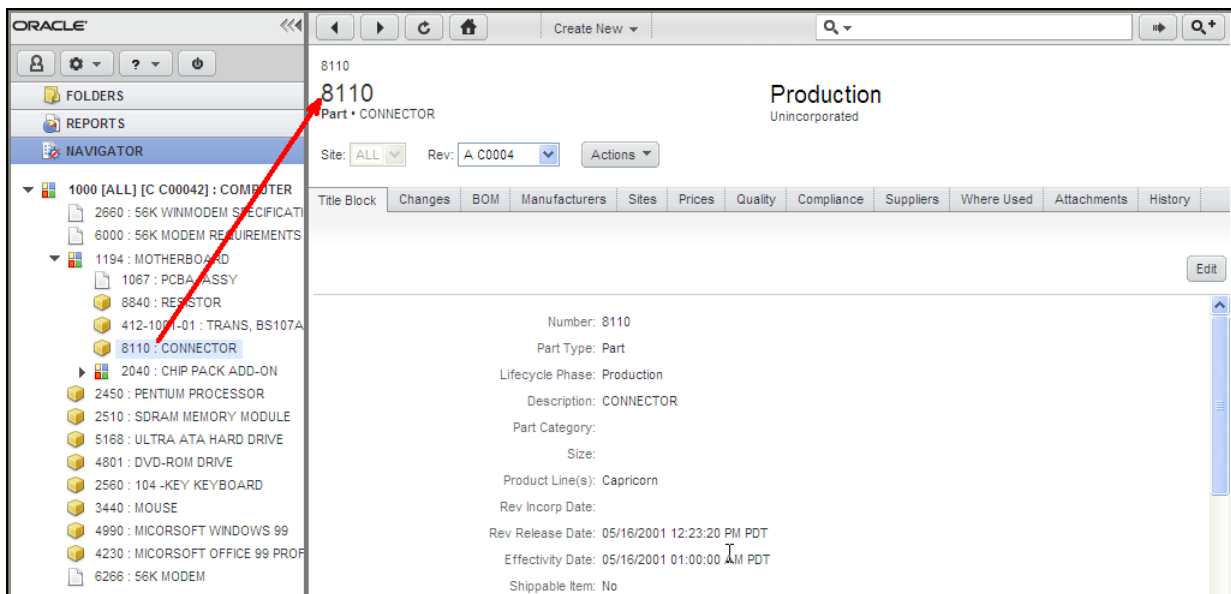 ORACLE
Create New
?
8110
8110
Part • CONNECTOR
Production
Unincorporated
Site: ALL Rev: A C0004 Actions
FOLDERS
REPORTS
NAVIGATOR
1000 [ALL] [C C00042] : COMPUTER
2660 : 56K WINMODEM SPECIFICATI
6000 : 56K MODEM REQUIREMENTS
1194 : MOTHERBOARD
1067 : PCBA, ASSY
8840 : RESISTOR
412-1001-01 : TRANS, BS107A
8110 : CONNECTOR
2040 : CHIP PACK ADD-ON
2450 : PENTIUM PROCESSOR
2510 : SDRAM MEMORY MODULE
5168 : ULTRA ATA HARD DRIVE
4801 : DVD-ROM DRIVE
2560 : 104 -KEY KEYBOARD
3440 : MOUSE
4990 : MICORSOFT WINDOWS 99
4230 : MICORSOFT OFFICE 99 PROF
6266 : 56K MODEM
Title Block Changes BOM Manufacturers Sites Prices Quality Compliance Suppliers Where Used Attachments History
Edit
Number: 8110
Part Type: Part
Lifecycle Phase: Production
Description: CONNECTOR
Part Category:
Size:
Product Line(s): Capricorn
Rev Incorp Date:
Rev Release Date: 05/16/2001 12:23:20 PM PDT
Effectivity Date: 05/16/2001 01:00:00 AM PDT
Shippable Item: No